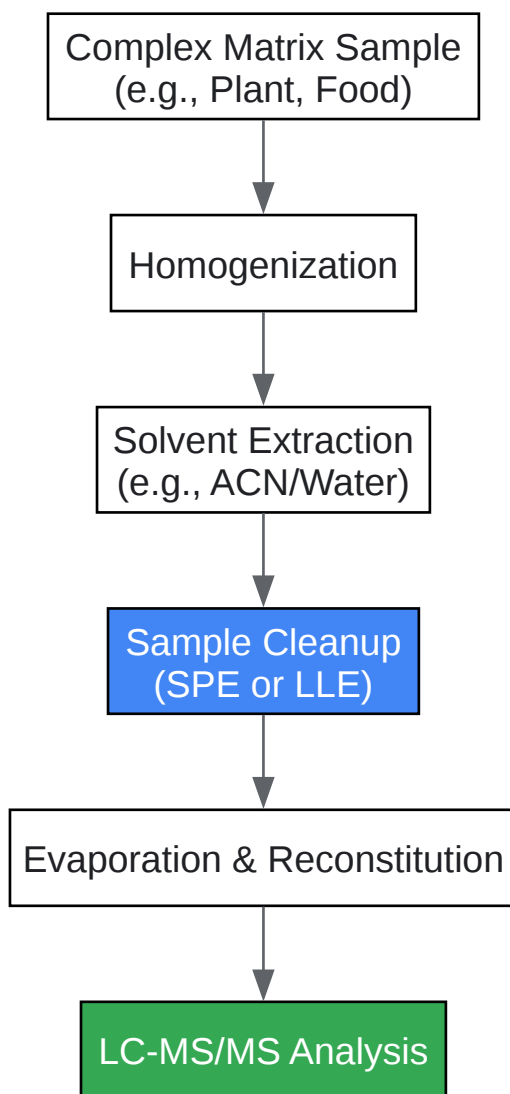 Complex Matrix Sample
(e.g., Plant, Food)
Homogenization
Solvent Extraction
(e.g., ACN/Water)
Sample Cleanup
(SPE or LLE)
Evaporation & Reconstitution
LC-MS/MS Analysis